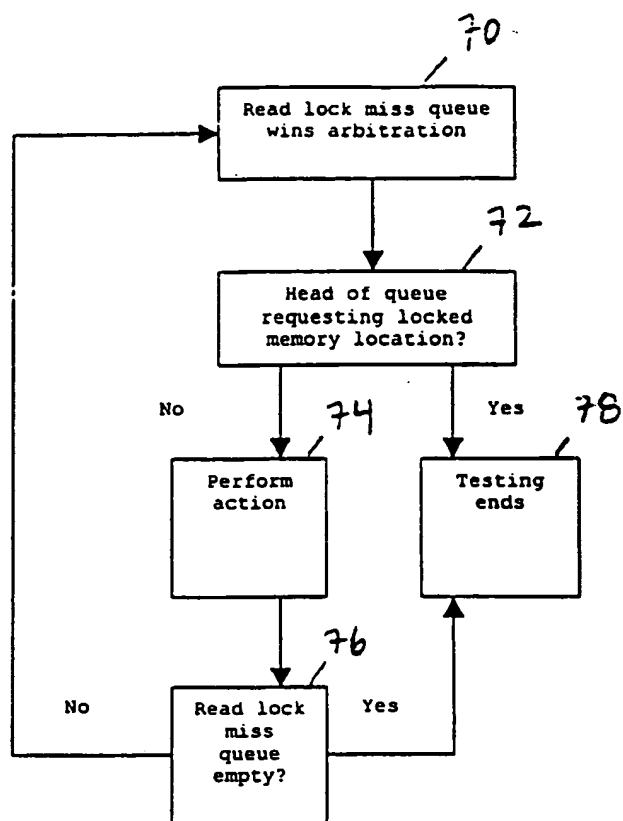 70
Read lock miss queue
wins arbitration
72
Head of queue
requesting locked
memory location?
No
Yes
74
78
Perform
action
Testing
ends
76
No
Read lock
miss
queue
empty?
Yes